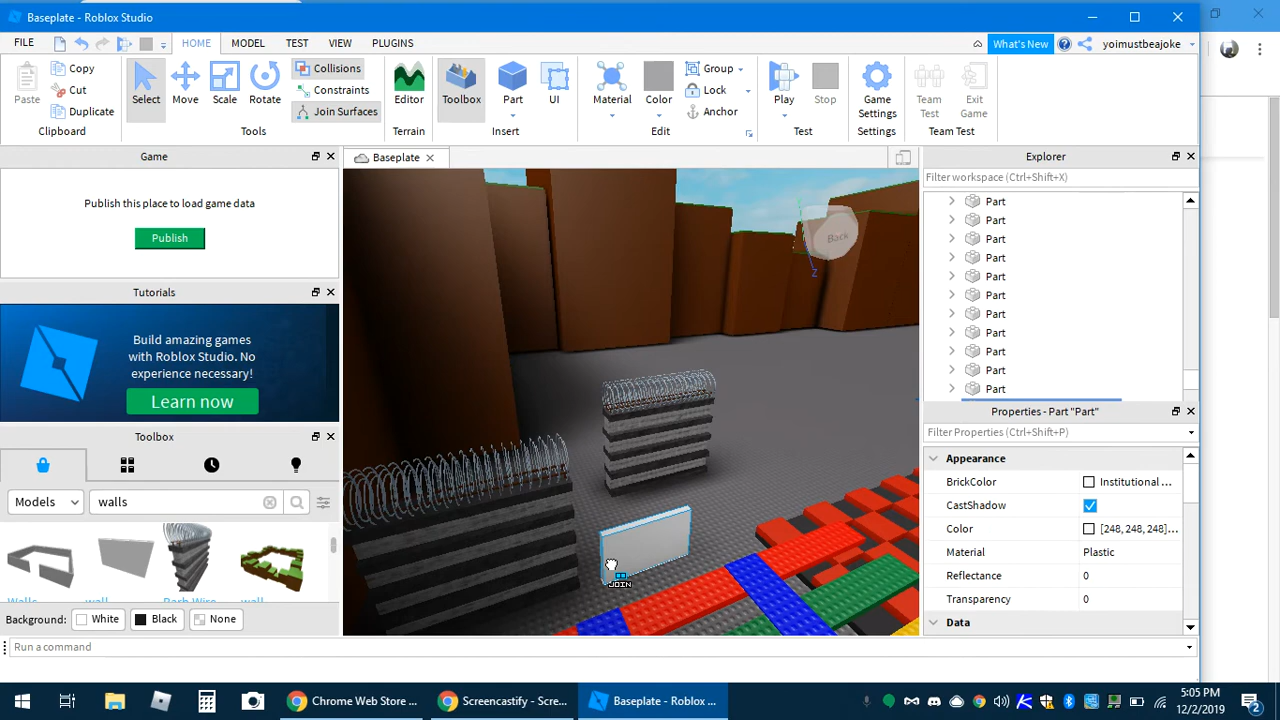 Baseplate - Roblox Studio
FILE
HOME
MODEL
TEST
VIEW
PLUGINS
What's New
yoimustbeajoke
Paste
Copy
Cut
Duplicate
Clipboard
Select
Move
Scale
Rotate
Collisions
Constraints
Join Surfaces
Tools
Editor
Terrain
Toolbox
Part
UI
Insert
Material
Color
Group
Lock
Anchor
Edit
Play
Stop
Test
Game
Settings
Settings
Team
Test
Exit
Game
Team Test
Game
Publish this place to load game data
Publish
Tutorials
Build amazing games
with Roblox Studio. No
experience necessary!
Learn now
Toolbox
Models
walls
Walls
wall
Barb Wire
wall
Background:
White
Black
None
Baseplate
Back
Z
JOIN
Explorer
Filter workspace (Ctrl+Shift+X)
Part
Part
Part
Part
Part
Part
Part
Part
Part
Part
Part
Properties - Part "Part"
Filter Properties (Ctrl+Shift+P)
Appearance
BrickColor
Institutional ...
CastShadow
Color
[248, 248, 248]...
Material
Plastic
Reflectance
0
Transparency
0
Data
Run a command
Chrome Web Store ...
Screencastify - Scre...
Baseplate - Roblox ...
5:05 PM
12/2/2019
2